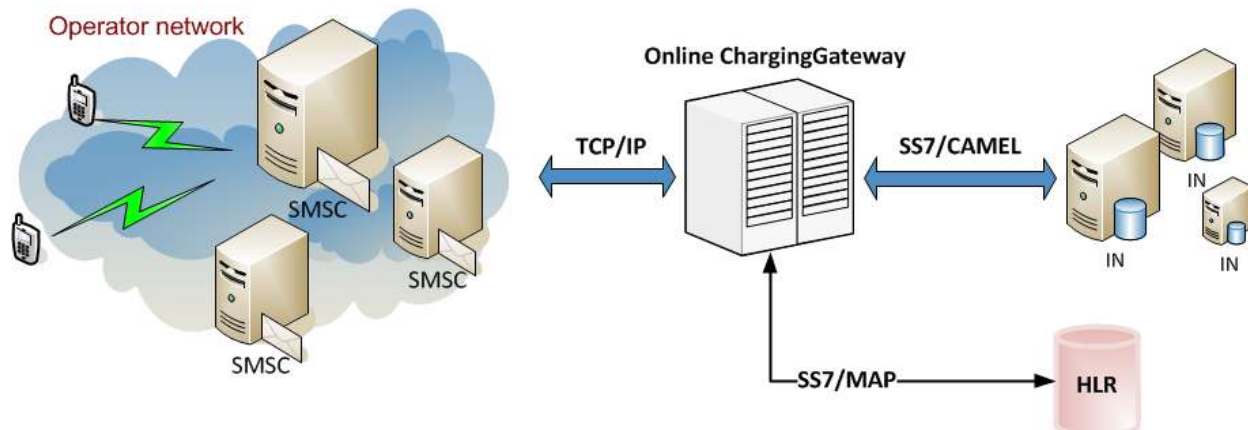 Operator network
Online ChargingGateway
TCP/IP
SS7/CAMEL
SMSC
SMSC
SMSC
IN
IN
IN
SS7/MAP
HLR